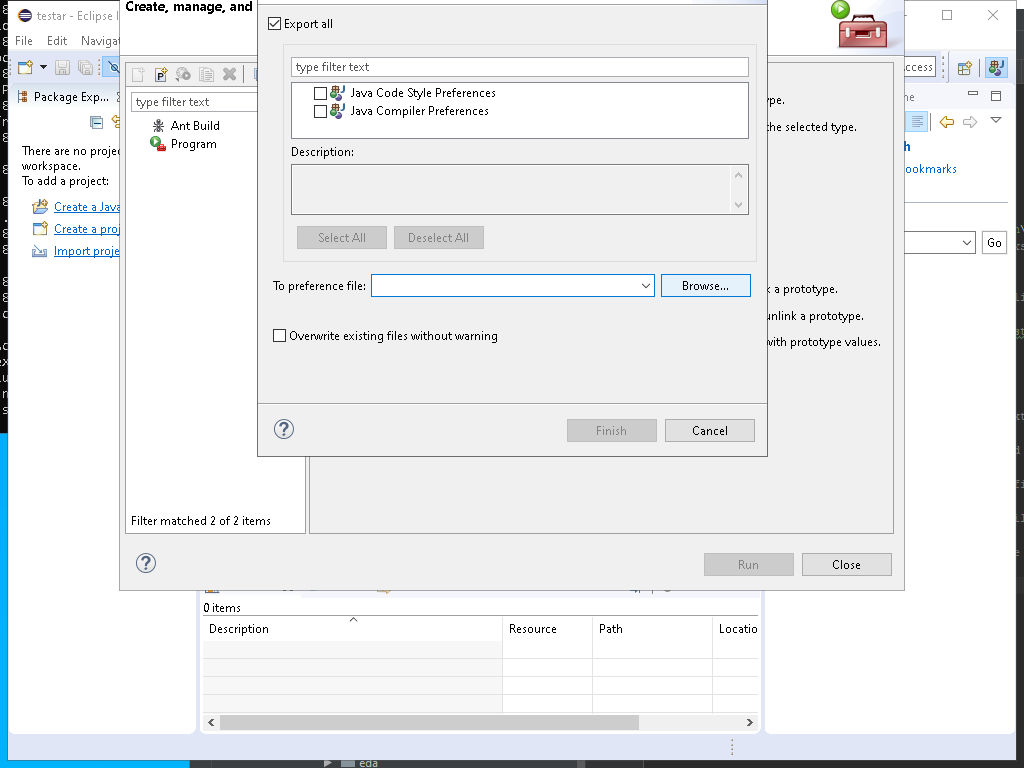 testar - Eclipse I
Create, manage, and
File Edit Navigat
Export all
type filter text
Java Code Style Preferences
Java Compiler Preferences
Description:
Select All Deselect All
To preference file:
Browse...
Overwrite existing files without warning
Finish
Cancel
Package Exp...
There are no projec
workspace.
To add a project:
Create a Java
Create a proj
Import proje
type filter text
Ant Build
Program
Filter matched 2 of 2 items
ype.
the selected type.
k a prototype.
unlink a prototype.
with prototype values.
Run
Close
ccess
ne
h
ookmarks
Go
0 items
Description
Resource
Path
Locatio
eda